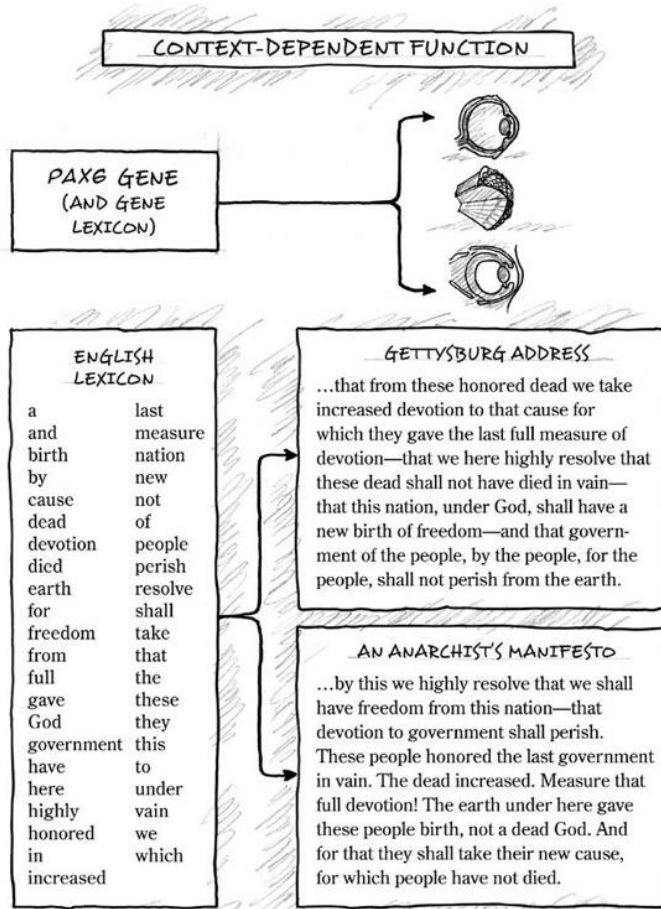 CONTEXT-DEPENDENT FUNCTION
PAX6 GENE
(AND GENE
LEXICON)
ENGLISH
LEXICON
a
and
birth
by
cause
dead
devotion
died
earth
for
freedom
from
full
gave
God
government
have
here
highly
honored
in
increased
last
measure
nation
new
not
of
people
perish
resolve
shall
take
that
the
these
they
this
to
under
vain
we
which
GETTYSBURG ADDRESS
…that from these honored dead we take
increased devotion to that cause for
which they gave the last full measure of
devotion—that we here highly resolve that
these dead shall not have died in vain—
that this nation, under God, shall have a
new birth of freedom—and that govern-
ment of the people, by the people, for the
people, shall not perish from the earth.
AN ANARCHIST'S MANIFESTO
…by this we highly resolve that we shall
have freedom from this nation—that
devotion to government shall perish.
These people honored the last government
in vain. The dead increased. Measure that
full devotion! The earth under here gave
these people birth, not a dead God. And
for that they shall take their new cause,
for which people have not died.